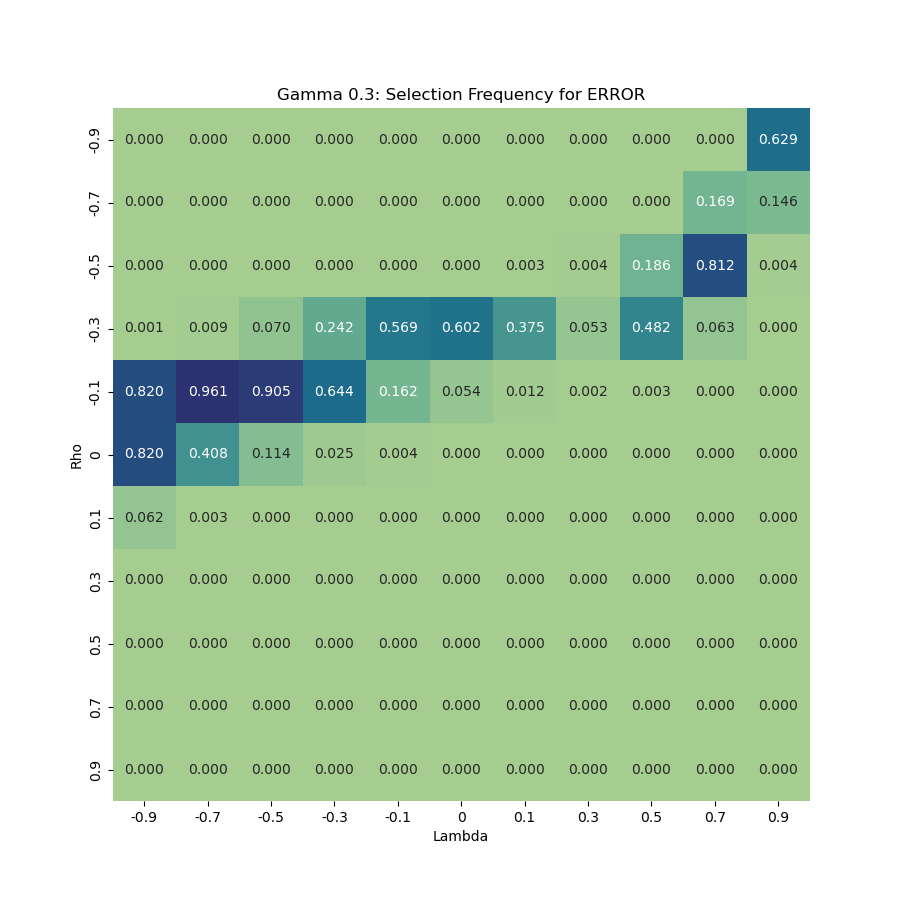 Gamma 0.3: Selection Frequency for ERROR
-0.9 0.000 0.000 0.000 0.000 0.000 0.000 0.000 0.000 0.000 0.000 0.629
-0.7 0.000 0.000 0.000 0.000 0.000 0.000 0.000 0.000 0.000 0.169 0.146
-0.5 0.000 0.000 0.000 0.000 0.000 0.000 0.003 0.004 0.186 0.812 0.004
-0.3 0.001 0.009 0.070 0.242 0.569 0.602 0.375 0.053 0.482 0.063 0.000
-0.1 0.820 0.961 0.905 0.644 0.162 0.054 0.012 0.002 0.003 0.000 0.000
Rho
0 0.820 0.408 0.114 0.025 0.004 0.000 0.000 0.000 0.000 0.000 0.000
0.1 0.062 0.003 0.000 0.000 0.000 0.000 0.000 0.000 0.000 0.000 0.000
0.3 0.000 0.000 0.000 0.000 0.000 0.000 0.000 0.000 0.000 0.000 0.000
0.5 0.000 0.000 0.000 0.000 0.000 0.000 0.000 0.000 0.000 0.000 0.000
0.7 0.000 0.000 0.000 0.000 0.000 0.000 0.000 0.000 0.000 0.000 0.000
0.9 0.000 0.000 0.000 0.000 0.000 0.000 0.000 0.000 0.000 0.000 0.000
-0.9 -0.7 -0.5 -0.3 -0.1 0 0.1 0.3 0.5 0.7 0.9
Lambda